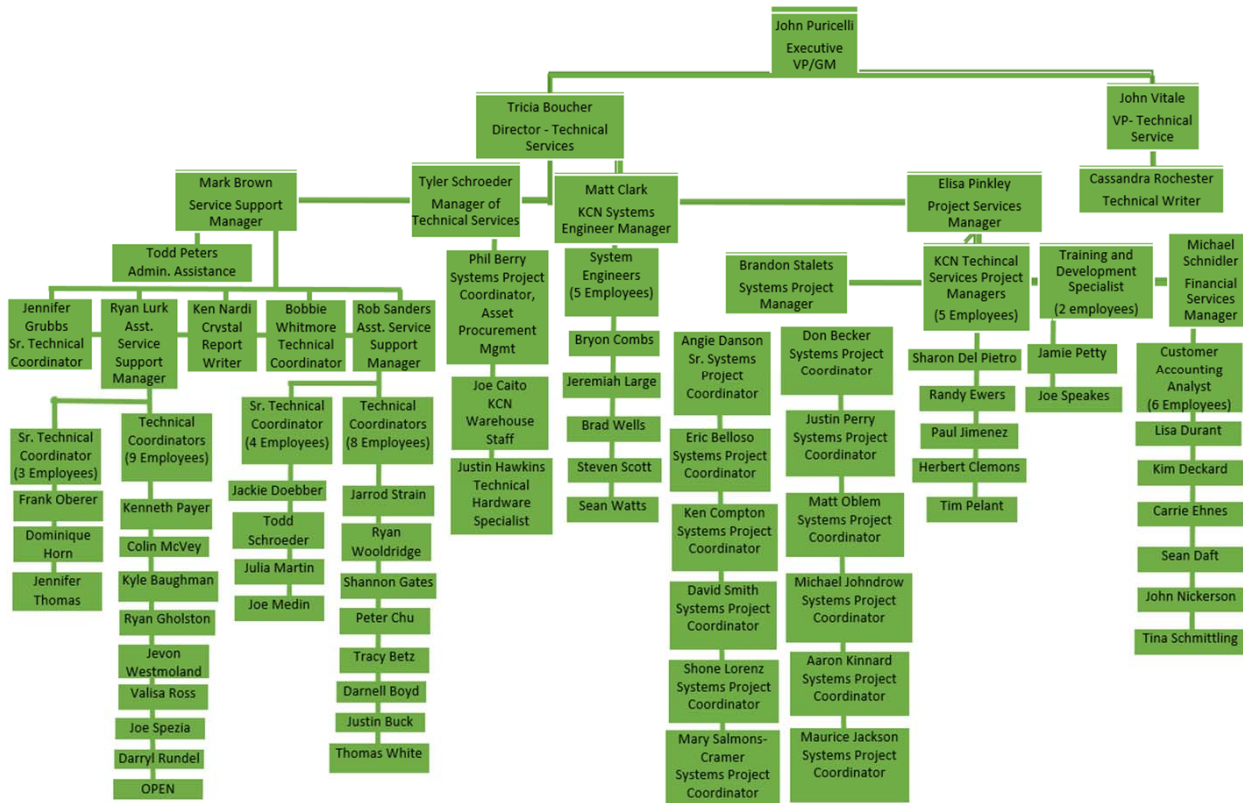 John Puricelli
Executive
VP/GM
Tricia Boucher
Director - Technical
Services
John Vitale
VP- Technical
Service
Cassandra Rochester
Technical Writer
Mark Brown
Service Support
Manager
Tyler Schroeder
Manager of
Technical Services
Matt Clark
KCN Systems
Engineer Manager
Elisa Pinkley
Project Services
Manager
Todd Peters
Admin. Assistance
Jennifer
Grubbs
Sr. Technical
Coordinator
Ryan Lurk
Asst.
Service
Support
Manager
Ken Nardi
Crystal
Report
Writer
Bobbie
Whitmore
Technical
Coordinator
Rob Sanders
Asst. Service
Support
Manager
Sr. Technical
Coordinator
(3 Employees)
Frank Oberer
Dominique
Horn
Jennifer
Thomas
Technical
Coordinators
(9 Employees)
Kenneth Payer
Colin McVey
Kyle Baughman
Ryan Gholston
Jevon
Westmoland
Valisa Ross
Joe Spezia
Darryl Rundel
OPEN
Sr. Technical
Coordinator
(4 Employees)
Jackie Doebber
Todd
Schroeder
Julia Martin
Joe Medin
Technical
Coordinators
(8 Employees)
Jarrod Strain
Ryan
Wooldridge
Shannon Gates
Peter Chu
Tracy Betz
Darnell Boyd
Justin Buck
Thomas White
Phil Berry
Systems Project
Coordinator,
Asset
Procurement
Mgmt
Joe Caito
KCN
Warehouse
Staff
Justin Hawkins
Technical
Hardware
Specialist
System
Engineers
(5 Employees)
Bryon Combs
Jeremiah Large
Brad Wells
Steven Scott
Sean Watts
Brandon Stalets
Systems Project
Manager
Angie Danson
Sr. Systems
Project
Coordinator
Eric Belloso
Systems Project
Coordinator
Ken Compton
Systems Project
Coordinator
David Smith
Systems Project
Coordinator
Shone Lorenz
Systems Project
Coordinator
Mary Salmons-
Cramer
Systems Project
Coordinator
Don Becker
Systems Project
Coordinator
Justin Perry
Systems Project
Coordinator
Matt Oblem
Systems Project
Coordinator
Michael Johndrow
Systems Project
Coordinator
Aaron Kinnard
Systems Project
Coordinator
Maurice Jackson
Systems Project
Coordinator
KCN Techincal
Services Project
Managers
(5 Employees)
Sharon Del Pietro
Randy Ewers
Paul Jimenez
Herbert Clemons
Tim Pelant
Training and
Development
Specialist
(2 employees)
Jamie Petty
Joe Speakes
Michael
Schnidler
Financial
Services
Manager
Customer
Accounting
Analyst
(6 Employees)
Lisa Durant
Kim Deckard
Carrie Ehnes
Sean Daft
John Nickerson
Tina Schmittling